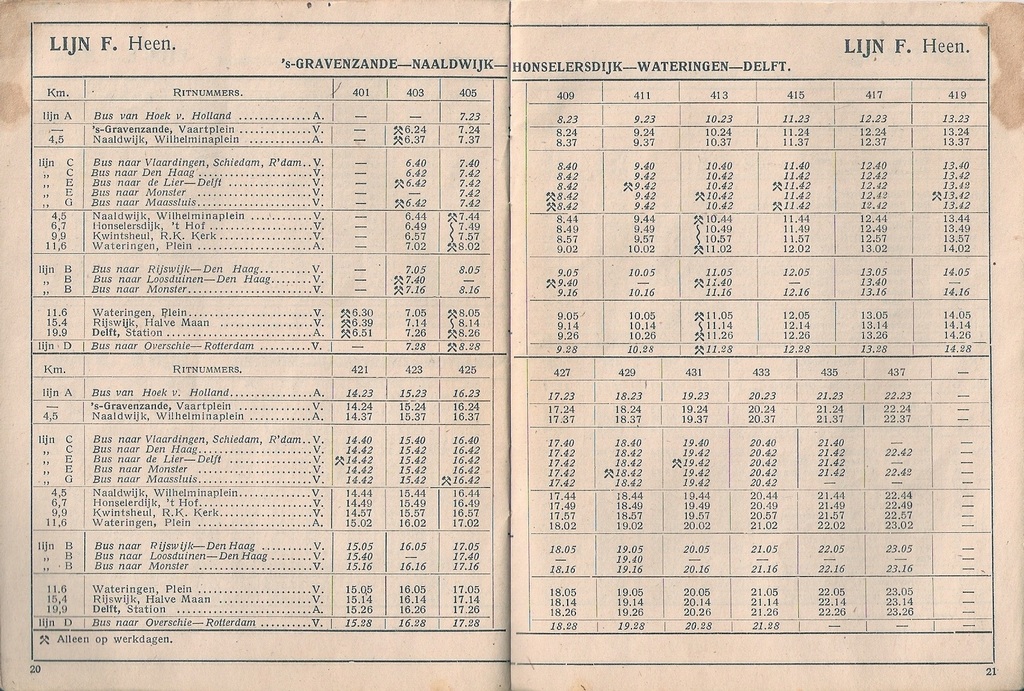 LIJN F. Heen.
's-GRAVENZANDE—NAALDWIJK—
Km. RITNUMMERS. 401 403 405
lijn A Bus van Hoek v. Holland A. — — 7.23
— 's-Gravenzande, Vaartplein V. — ⚒6.24 7.24
4,5 Naaldwijk, Wilhelminaplein A. — ⚒6.37 7.37
lijn C Bus naar Vlaardingen, Schiedam, R'dam..V. — 6.40 7.40
„ C Bus naar Den Haag V. — 6.42 7.42
„ E Bus naar de Lier—Delft V. — ⚒6.42 7.42
„ E Bus naar Monster V. — — 7.42
„ G Bus naar Maassluis V. — ⚒6.42 7.42
4,5 Naaldwijk, Wilhelminaplein V. — 6.44 ⚒7.44
6,7 Honselersdijk, 't Hof V. — 6.49 7.49
9,9 Kwintsheul, R.K. Kerk V. — 6.57 7.57
11,6 Wateringen, Plein A. — 7.02 ⚒8.02
lijn B Bus naar Rijswijk—Den Haag V. — 7.05 8.05
„ B Bus naar Loosduinen—Den Haag V. — ⚒7.40 —
„ B Bus naar Monster V. — ⚒7.16 8.16
11.6 Wateringen, Plein V. ⚒6.30 7.05 ⚒8.05
15.4 Rijswijk, Halve Maan V. ⚒6.39 7.14 8.14
19.9 Delft, Station A. ⚒6.51 7.26 ⚒8.26
lijn D Bus naar Overschie—Rotterdam V. — 7.28 ⚒8.28
Km. RITNUMMERS. 421 423 425
lijn A Bus van Hoek v. Holland A. 14.23 15.23 16.23
— 's-Gravenzande, Vaartplein V. 14.24 15.24 16.24
4,5 Naaldwijk, Wilhelminaplein A. 14.37 15.37 16.37
lijn C Bus naar Vlaardingen, Schiedam, R'dam..V. 14.40 15.40 16.40
„ C Bus naar Den Haag V. 14.42 15.42 16.42
„ E Bus naar de Lier—Delft V. ⚒14.42 15.42 16.42
„ E Bus naar Monster V. 14.42 15.42 16.42
„ G Bus naar Maassluis V. 14.42 15.42 ⚒16.42
4,5 Naaldwijk, Wilhelminaplein V. 14.44 15.44 16.44
6,7 Honselerdijk, 't Hof V. 14.49 15.49 16.49
9,9 Kwintsheul, R.K. Kerk V. 14.57 15.57 16.57
11,6 Wateringen, Plein A. 15.02 16.02 17.02
lijn B Bus naar Rijswijk—Den Haag V. 15.05 16.05 17.05
„ B Bus naar Loosduinen—Den Haag V. 15.40 — 17.40
„ B Bus naar Monster V. 15.16 16.16 17.16
11.6 Wateringen, Plein V. 15.05 16.05 17.05
15,4 Rijswijk, Halve Maan V. 15.14 16.14 17.14
19,9 Delft, Station A. 15.26 16.26 17.26
lijn D Bus naar Overschie—Rotterdam V. 15.28 16.28 17.28
⚒ Alleen op werkdagen.
20
LIJN F. Heen.
HONSELERSDIJK—WATERINGEN—DELFT.
409 411 413 415 417 419
8.23 9.23 10.23 11.23 12.23 13.23
8.24 9.24 10.24 11.24 12.24 13.24
8.37 9.37 10.37 11.37 12.37 13.37
8.40 9.40 10.40 11.40 12.40 13.40
8.42 9.42 10.42 11.42 12.42 13.42
8.42 ⚒9.42 10.42 ⚒11.42 12.42 13.42
⚒8.42 9.42 ⚒10.42 11.42 12.42 ⚒13.42
⚒8.42 9.42 10.42 ⚒11.42 12.42 13.42
8.44 9.44 ⚒10.44 11.44 12.44 13.44
8.49 9.49 10.49 11.49 12.49 13.49
8.57 9.57 10.57 11.57 12.57 13.57
9.02 10.02 ⚒11.02 12.02 13.02 14.02
9.05 10.05 11.05 12.05 13.05 14.05
⚒9.40 — ⚒11.40 — 13.40 —
9.16 10.16 11.16 12.16 13.16 14.16
9.05 10.05 ⚒11.05 12.05 13.05 14.05
9.14 10.14 11.14 12.14 13.14 14.14
9.26 10.26 ⚒11.26 12.26 13.26 14.26
9.28 10.28 ⚒11.28 12.28 13.28 14.28
427 429 431 433 435 437 —
17.23 18.23 19.23 20.23 21.23 22.23 —
17.24 18.24 19.24 20.24 21.24 22.24 —
17.37 18.37 19.37 20.37 21.37 22.37 —
17.40 18.40 19.40 20.40 21.40 — —
17.42 18.42 19.42 20.42 21.42 22.42 —
17.42 18.42 ⚒19.42 20.42 21.42 — —
17.42 ⚒18.42 19.42 20.42 21.42 22.42 —
17.42 18.42 19.42 20.42 — — —
17.44 18.44 19.44 20.44 21.44 22.44 —
17.49 18.49 19.49 20.49 21.49 22.49 —
17.57 18.57 19.57 20.57 21.57 22.57 —
18.02 19.02 20.02 21.02 22.02 23.02 —
18.05 19.05 20.05 21.05 22.05 23.05 —
— 19.40 — — — — —
18.16 19.16 20.16 21.16 22.16 23.16 —
18.05 19.05 20.05 21.05 22.05 23.05 —
18.14 19.14 20.14 21.14 22.14 23.14 —
18.26 19.26 20.26 21.26 22.26 23.26 —
18.28 19.28 20.28 21.28 — — —
21